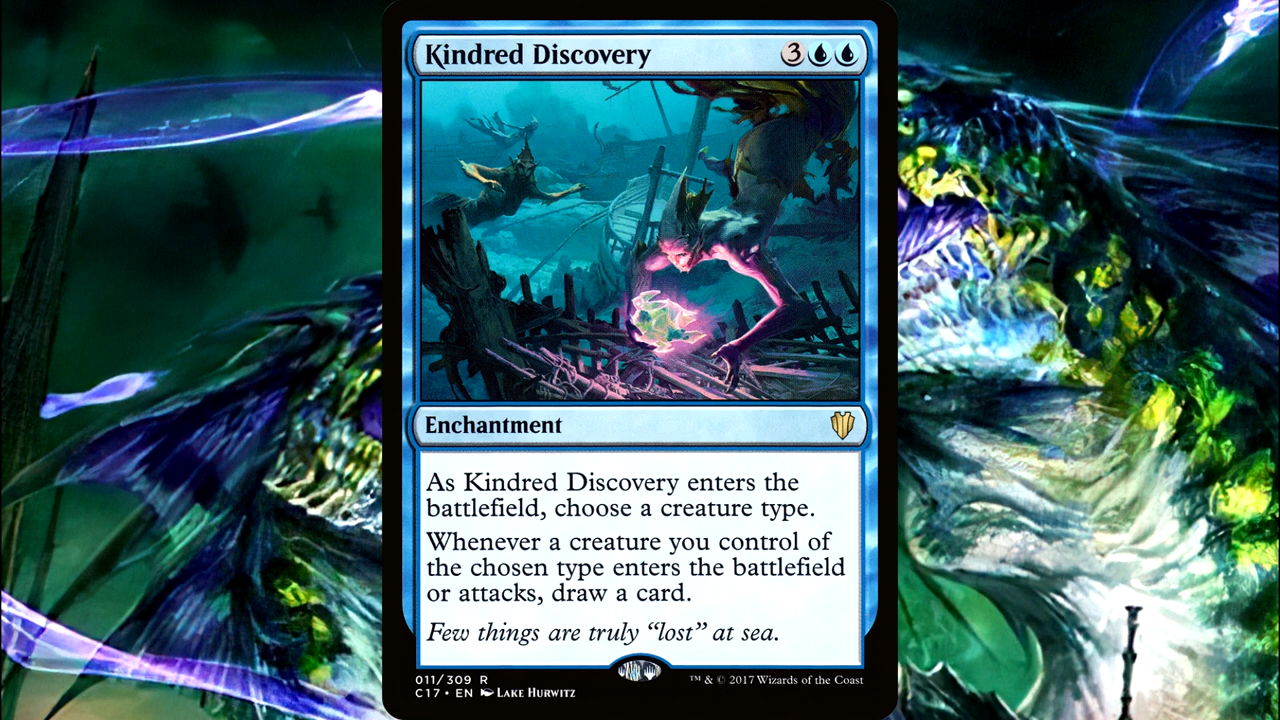 Kindred Discovery 3
Enchantment
As Kindred Discovery enters the
battlefield, choose a creature type.
Whenever a creature you control of
the chosen type enters the battlefield
or attacks, draw a card.
Few things are truly “lost” at sea.
011/309 R
C17 • EN Lake Hurwitz
™ & © 2017 Wizards of the Coast